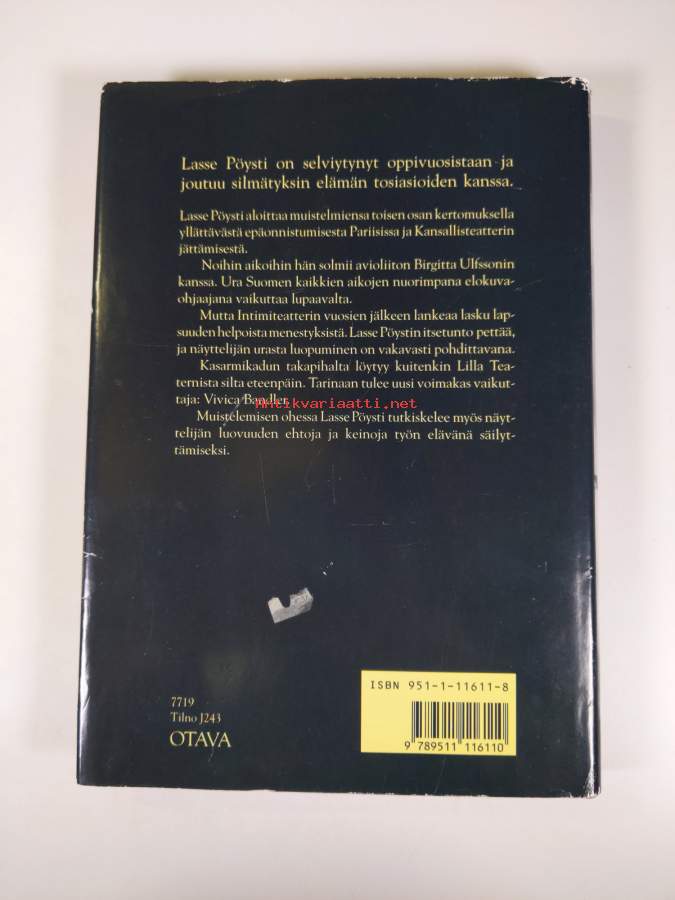 Lasse Pöysti on selviytynyt oppivuosistaan ja
joutuu silmätyksin elämän tosiasioiden kanssa.
Lasse Pöysti aloittaa muistelmiensa toisen osan kertomuksella
yllättävästä epäonnistumisesta Pariisissa ja Kansallisteatterin
jättämisestä.
Noihin aikoihin hän solmii avioliiton Birgitta Ulfssonin
kanssa. Ura Suomen kaikkien aikojen nuorimpana elokuva-
ohjaajana vaikuttaa lupaavalta.
Mutta Intimiteatterin vuosien jälkeen lankeaa lasku lap-
suuden helpoista menestyksistä. Lasse Pöystin itsetunto pettää,
ja näyttelijän urasta luopuminen on vakavasti pohdittavana.
Kasarmikadun takapihalta löytyy kuitenkin Lilla Tea-
ternista silta eteenpäin. Tarinaan tulee uusi voimakas vaikut-
taja: Vivica Bandler.
Antikvariaatti.net
Muistelemisen ohessa Lasse Pöysti tutkiskelee myös näyt-
telijän luovuuden ehtoja ja keinoja työn elävänä säilyt-
tämiseksi.
ISBN 951-1-11611-8
7719
Tilno J243
OTAVA
9 789511 116110